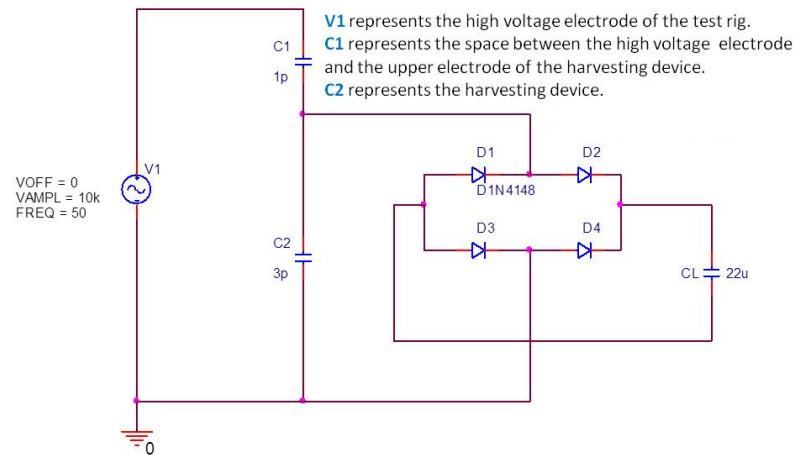 V1 represents the high voltage electrode of the test rig.
C1 represents the space between the high voltage electrode
and the upper electrode of the harvesting device.
C2 represents the harvesting device.
C1
1p
V1
VOFF = 0
VAMPL = 10k
FREQ = 50
D1
D2
D1N4148
D3
D4
C2
3p
CL
22u
0